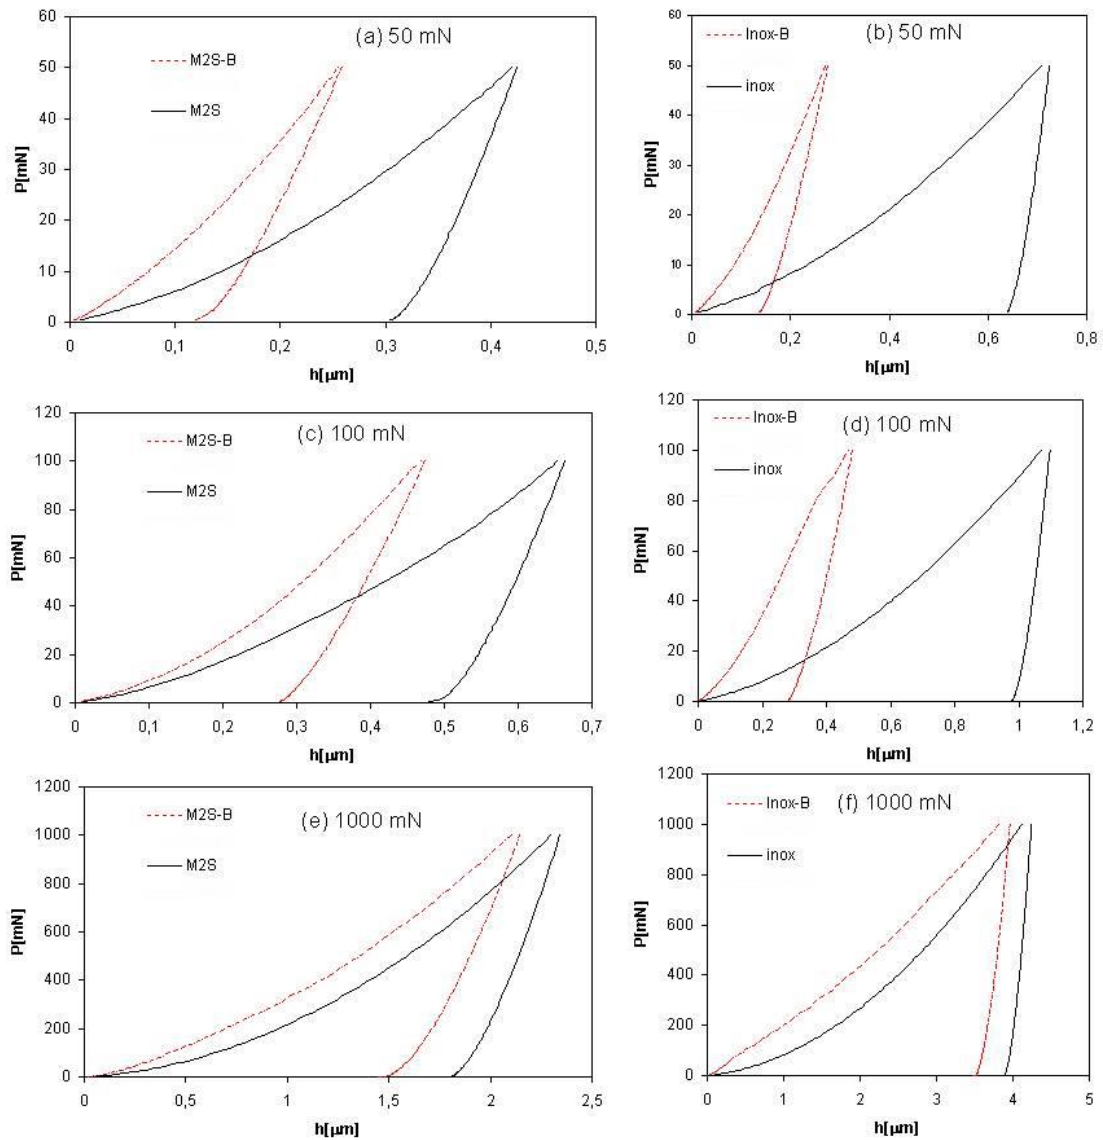 (a) 50 mN
M2S-B
M2S
P[mN]
60
50
40
30
20
10
0
0 0,1 0,2 0,3 0,4 0,5
h[µm]
(b) 50 mN
Inox-B
inox
P[mN]
60
50
40
30
20
10
0
0 0,2 0,4 0,6 0,8
h[µm]
(c) 100 mN
M2S-B
M2S
P[mN]
120
100
80
60
40
20
0
0 0,1 0,2 0,3 0,4 0,5 0,6 0,7
h[µm]
(d) 100 mN
Inox-B
inox
P[mN]
120
100
80
60
40
20
0
0 0,2 0,4 0,6 0,8 1 1,2
h[µm]
(e) 1000 mN
M2S-B
M2S
P[mN]
1200
1000
800
600
400
200
0
0 0,5 1 1,5 2 2,5
h[µm]
(f) 1000 mN
Inox-B
inox
P[mN]
1200
1000
800
600
400
200
0
0 1 2 3 4 5
h[µm]